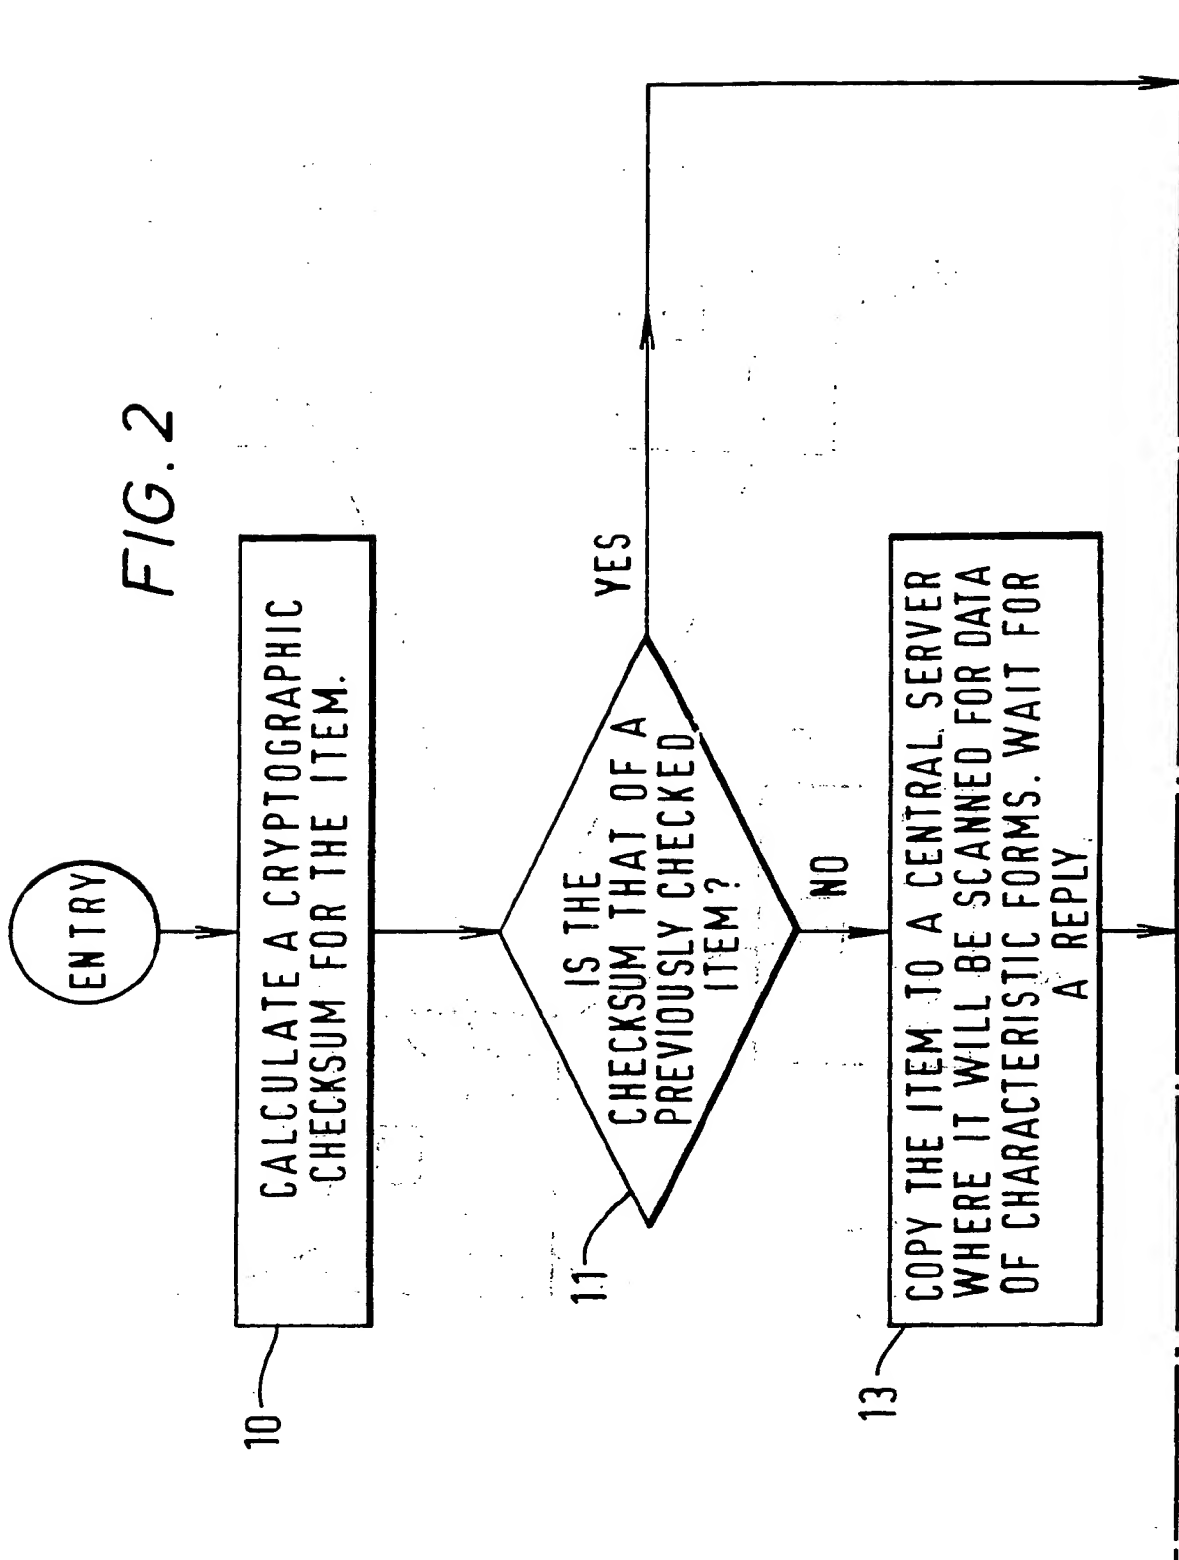 FIG. 2
ENTRY
10
CALCULATE A CRYPTOGRAPHIC
CHECKSUM FOR THE ITEM.
11
IS THE
CHECKSUM THAT OF A
PREVIOUSLY CHECKED
ITEM?
YES
NO
13
COPY THE ITEM TO A CENTRAL SERVER
WHERE IT WILL BE SCANNED FOR DATA
OF CHARACTERISTIC FORMS. WAIT FOR
A REPLY